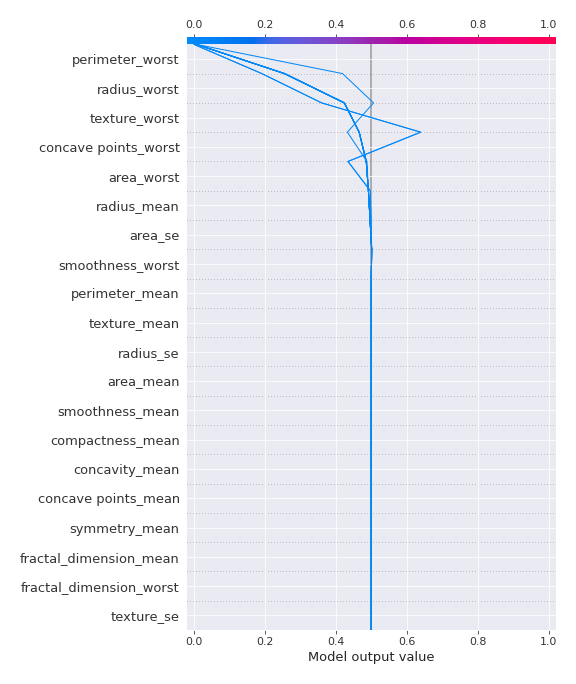 0.0 0.2 0.4 0.6 0.8 1.0
perimeter_worst
radius_worst
texture_worst
concave points_worst
area_worst
radius_mean
area_se
smoothness_worst
perimeter_mean
texture_mean
radius_se
area_mean
smoothness_mean
compactness_mean
concavity_mean
concave points_mean
symmetry_mean
fractal_dimension_mean
fractal_dimension_worst
texture_se
0.0 0.2 0.4 0.6 0.8 1.0
Model output value